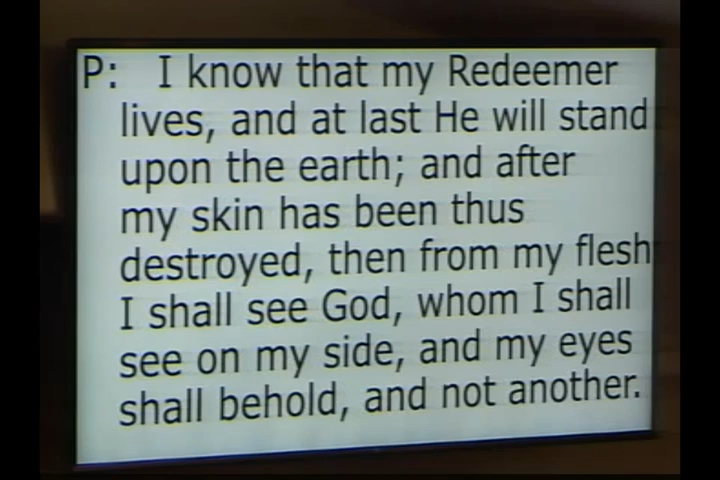 P: I know that my Redeemer
lives, and at last He will stand
upon the earth; and after
my skin has been thus
destroyed, then from my flesh
I shall see God, whom I shall
see on my side, and my eyes
shall behold, and not another.